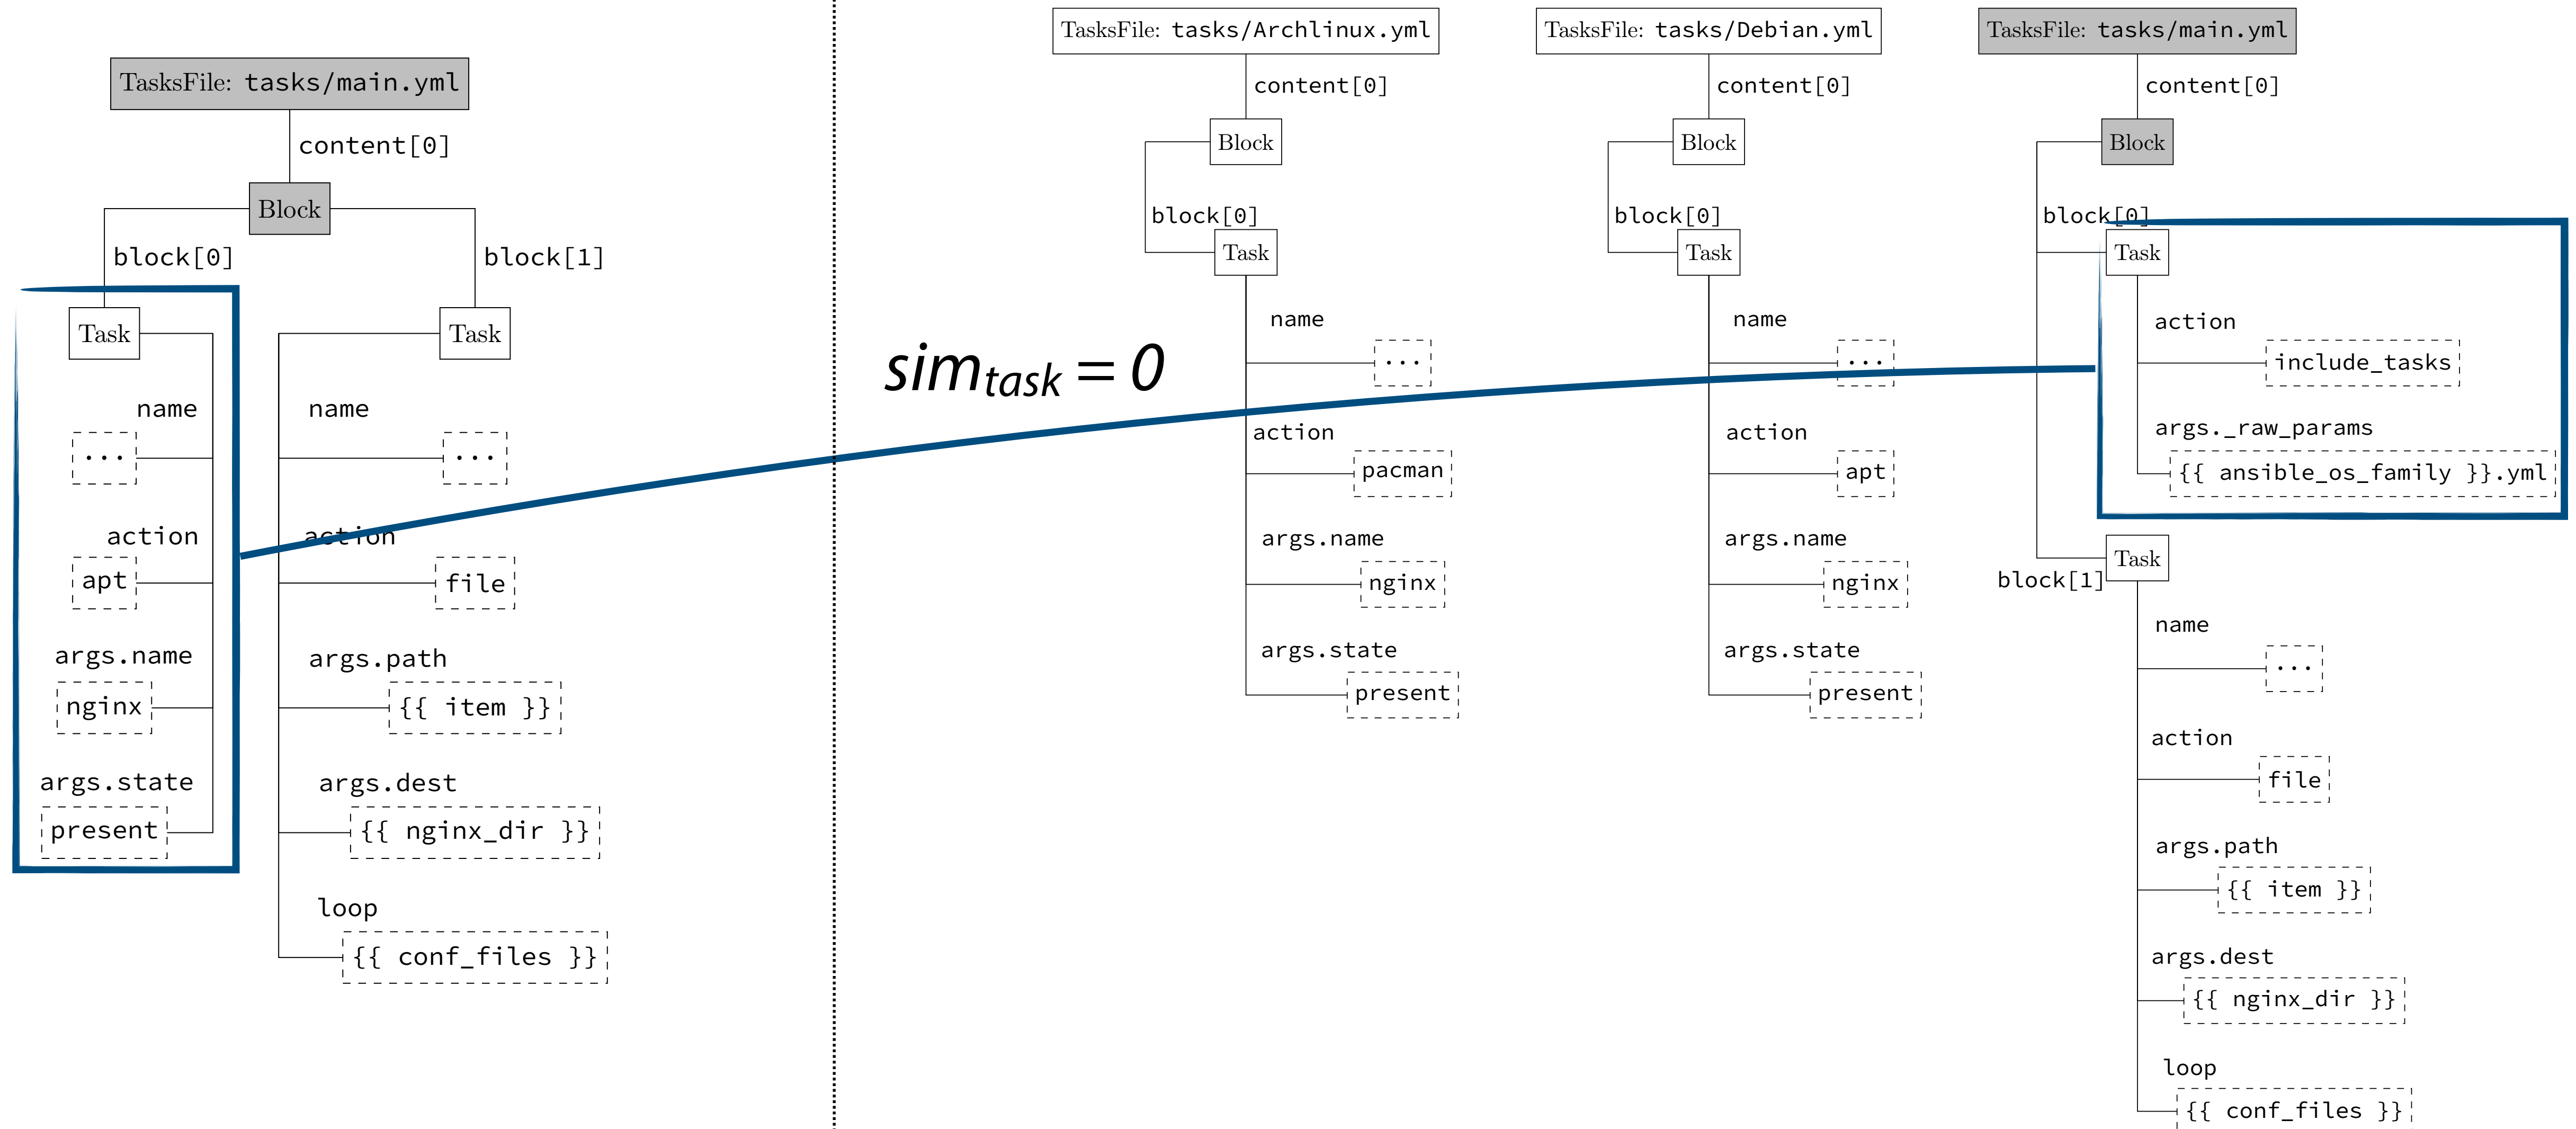 TasksFile: tasks/main.yml
content[0]
Block
block[0]
block[1]
Task
Task
name
...
action
apt
args.name
nginx
args.state
present
name
...
action
file
args.path
{{ item }}
args.dest
{{ nginx_dir }}
loop
{{ conf_files }}
simtask = 0
TasksFile: tasks/Archlinux.yml
content[0]
Block
block[0]
Task
name
...
action
pacman
args.name
nginx
args.state
present
TasksFile: tasks/Debian.yml
content[0]
Block
block[0]
Task
name
...
action
apt
args.name
nginx
args.state
present
TasksFile: tasks/main.yml
content[0]
Block
block[0]
Task
action
include_tasks
args._raw_params
{{ ansible_os_family }}.yml
block[1]
Task
name
...
action
file
args.path
{{ item }}
args.dest
{{ nginx_dir }}
loop
{{ conf_files }}